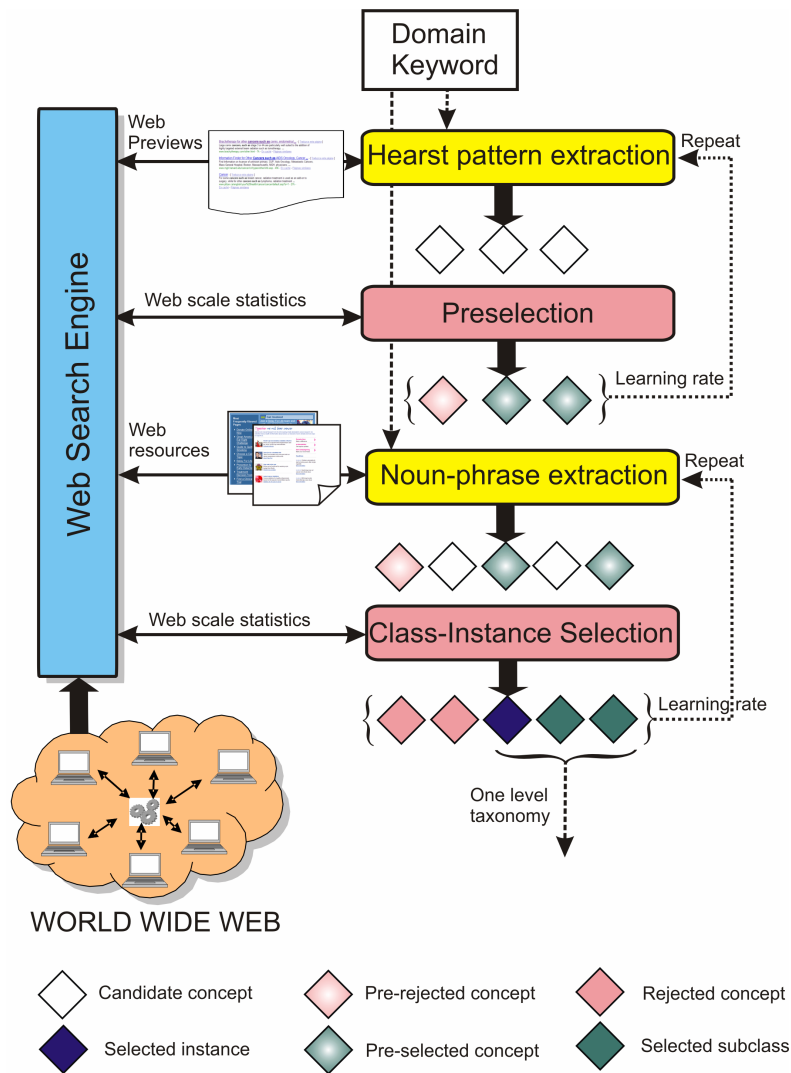 Domain
Keyword
Web
Previews
Hearst pattern extraction
Repeat
Web Search Engine
Web scale statistics
Preselection
Learning rate
Web
resources
Noun-phrase extraction
Repeat
Web scale statistics
Class-Instance Selection
Learning rate
One level
taxonomy
WORLD WIDE WEB
Candidate concept
Pre-rejected concept
Rejected concept
Selected instance
Pre-selected concept
Selected subclass